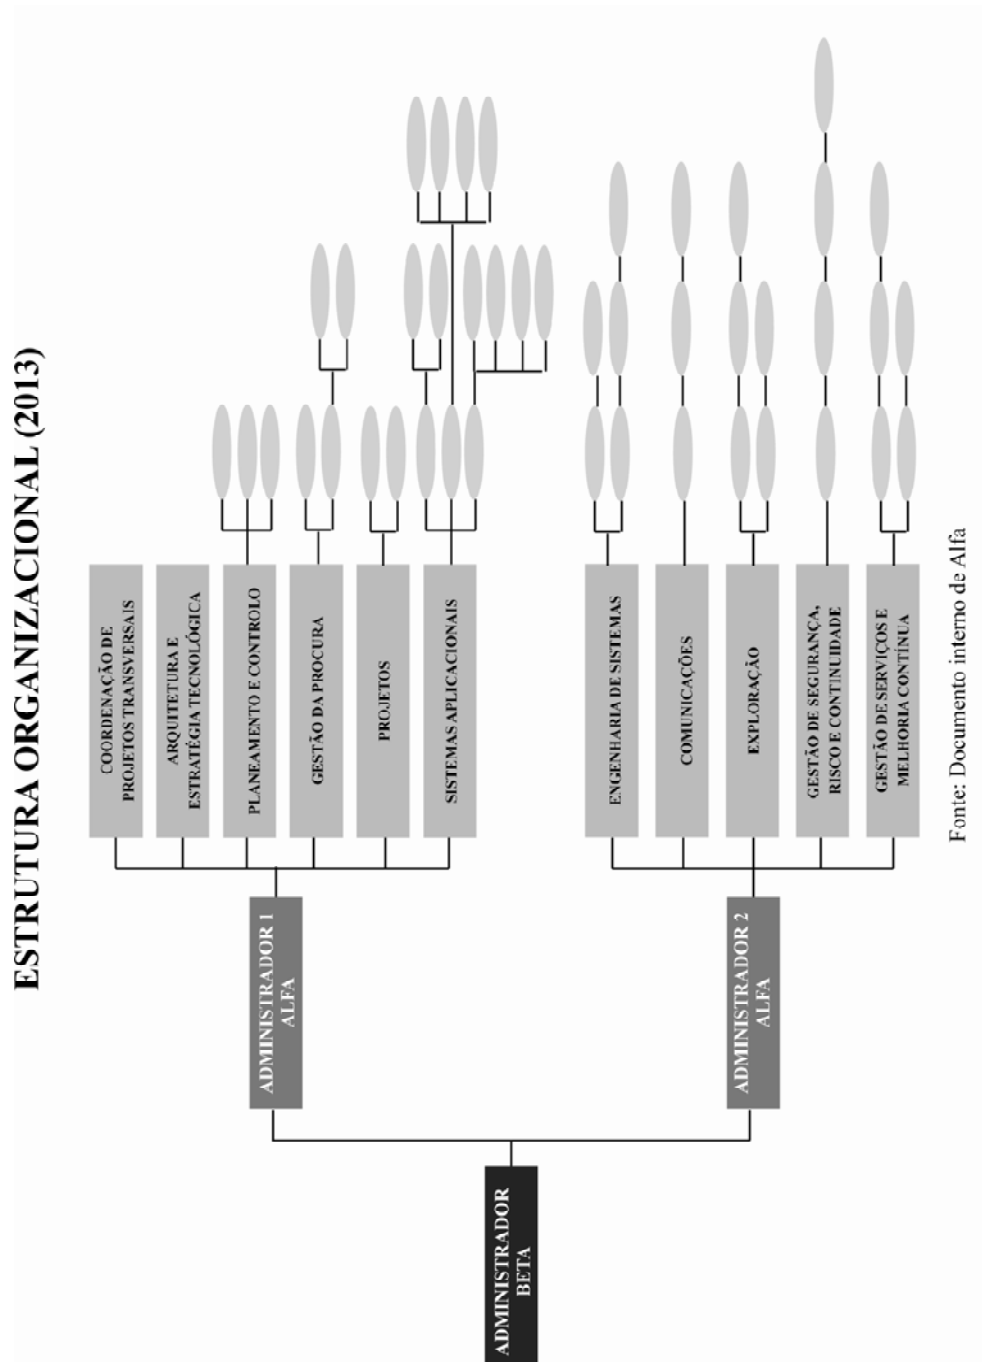 ESTRUTURA ORGANIZACIONAL (2013)
ADMINISTRADOR
BETA
ADMINISTRADOR 1
ALFA
COORDENAÇÃO DE
PROJETOS TRANSVERSAIS
ARQUITETURA E
ESTRATÉGIA TECNOLÓGICA
PLANEAMENTO E CONTROLO
GESTÃO DA PROCURA
PROJETOS
SISTEMAS APLICACIONAIS
ADMINISTRADOR 2
ALFA
ENGENHARIA DE SISTEMAS
COMUNICAÇÕES
EXPLORAÇÃO
GESTÃO DE SEGURANÇA,
RISCO E CONTINUIDADE
GESTÃO DE SERVIÇOS E
MELHORIA CONTÍNUA
Fonte: Documento interno de Alfa